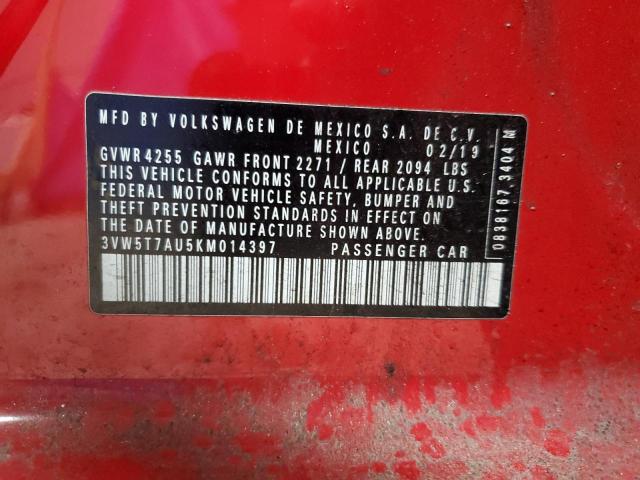 MFD BY VOLKSWAGEN DE MEXICO S.A. DE C.V.
MEXICO 02/19
GVWR 4255 GAWR FRONT 2271 / REAR 2094 LBS
THIS VEHICLE CONFORMS TO ALL APPLICABLE U.S.
FEDERAL MOTOR VEHICLE SAFETY, BUMPER AND
THEFT PREVENTION STANDARDS IN EFFECT ON
THE DATE OF MANUFACTURE SHOWN ABOVE.
3VW5T7AU5KM014397 PASSENGER CAR
0838167.3404 M